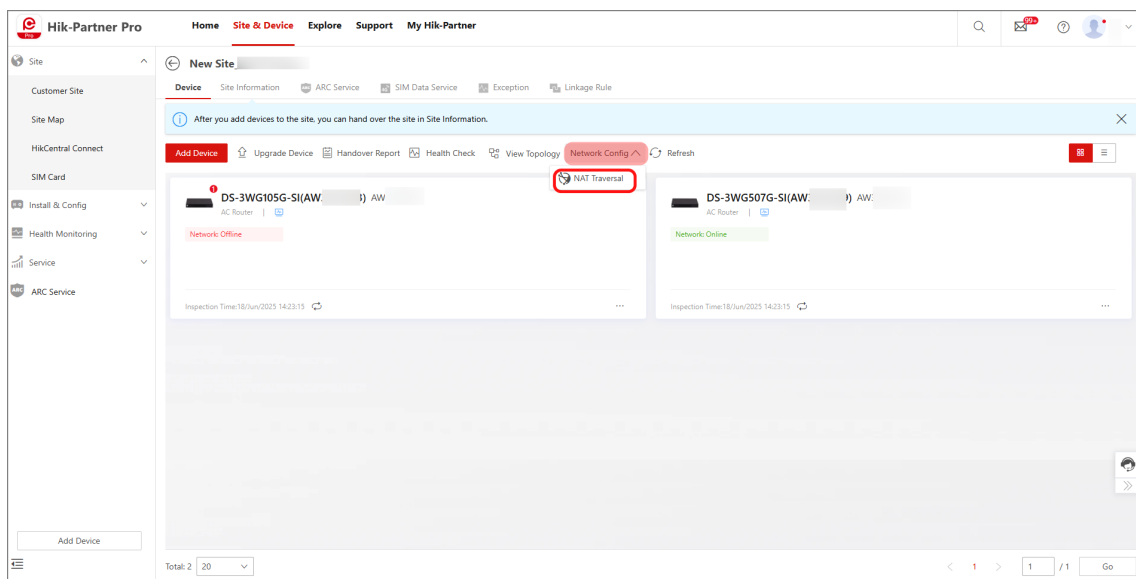 Hik-Partner Pro
Home Site & Device Explore Support My Hik-Partner
99+
Site
Customer Site
Site Map
HikCentral Connect
SIM Card
Install & Config
Health Monitoring
Service
ARC Service
Add Device
New Site_
Device Site Information ARC Service SIM Data Service Exception Linkage Rule
After you add devices to the site, you can hand over the site in Site Information.
Add Device Upgrade Device Handover Report Health Check View Topology Network Config Refresh
NAT Traversal
DS-3WG105G-SI(AW. ) AW
AC Router
Network: Offline
Inspection Time:18/Jun/2025 14:23:15
DS-3WG507G-SI(AW. ) AW.
AC Router
Network: Online
Inspection Time:18/Jun/2025 14:23:15
Total: 2 20
1 1 / 1 Go